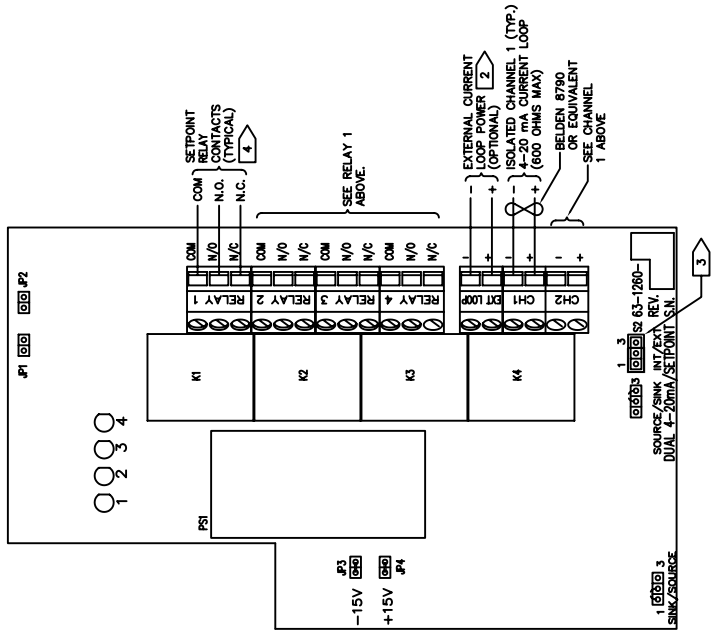 JP1
JP2
1 2 3 4
SETPOINT
RELAY
CONTACTS
(TYPICAL)
4
COM
N.O.
N.C.
SEE RELAY 1
ABOVE.
EXTERNAL CURRENT
LOOP POWER
(OPTIONAL)
2
-
+
ISOLATED CHANNEL 1 (TYP.)
4-20 mA CURRENT LOOP
(600 OHMS MAX)
-
+
BELDEN 8790
OR EQUIVALENT
SEE CHANNEL
1 ABOVE
COM
N/O
N/C
COM
N/O
N/C
COM
N/O
N/C
COM
N/O
N/C
-
+
-
+
-
+
RELAY 1
RELAY 2
RELAY 3
RELAY 4
EXT LOOP
CH1
CH2
K1
K2
K3
K4
PS1
JP3
-15V
+15V
JP4
1 3
SINK/SOURCE
3
1 3
S2
63-1260-
SOURCE/SINK INT/EXT REV.
DUAL 4-20mA/SETPOINT S.N.
3